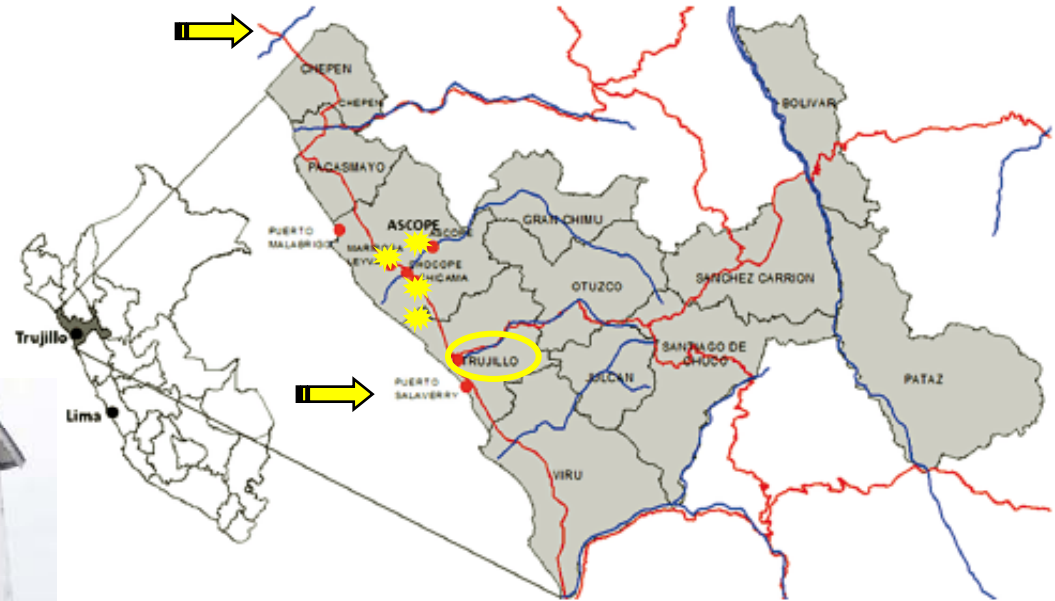 CHEPEN
CHEPEN
BOLIVAR
PACASMAYO
ASCOPE
ASCOPE
GRAN CHIMU
PUERTO
MALABRIGO
CHICAMA
OTUZCO
SANCHEZ CARRION
Trujillo
TRUJILLO
SANTIAGO DE
CHUCO
PUERTO
SALAVERRY
JULCAN
PATAZ
Lima
VIRU